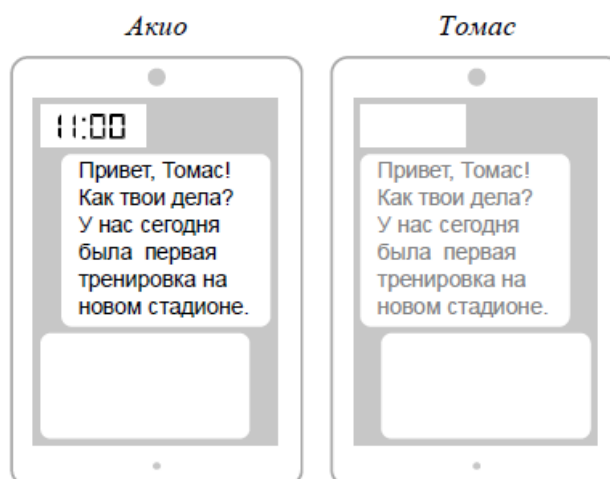 Акио
Томас
11:00
Привет, Томас!
Как твои дела?
У нас сегодня
была первая
тренировка на
новом стадионе.
Привет, Томас!
Как твои дела?
У нас сегодня
была первая
тренировка на
новом стадионе.